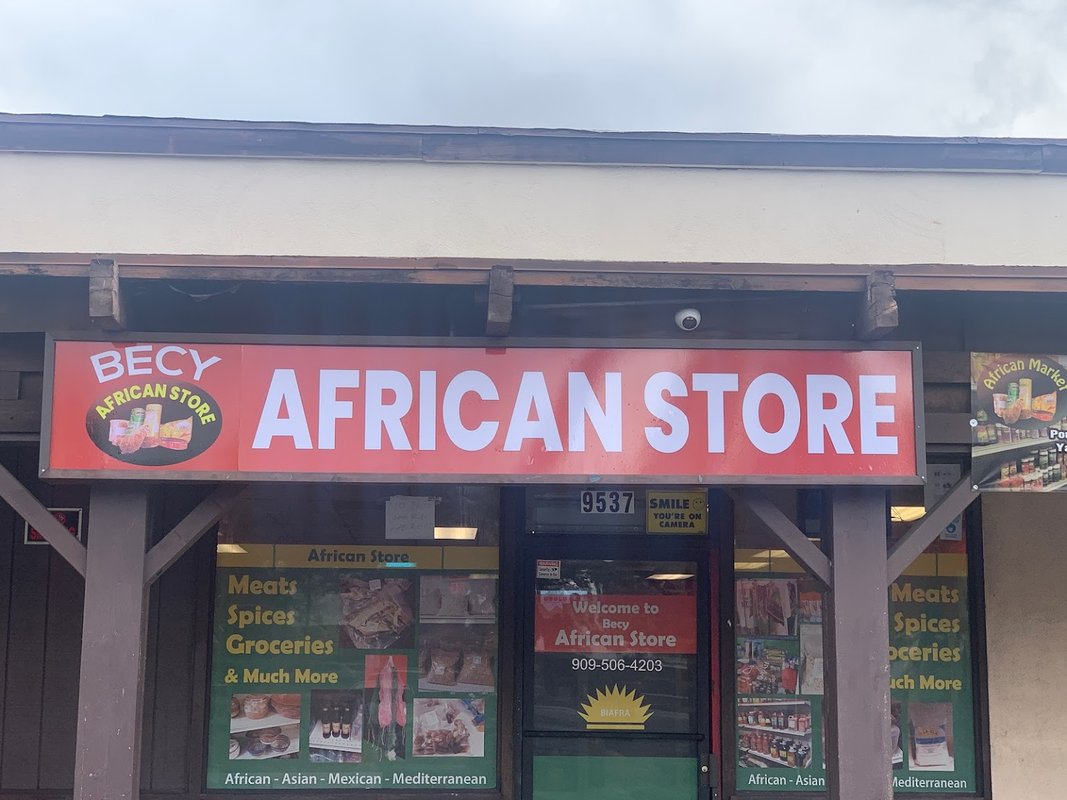 BECY
AFRICAN STORE
AFRICAN STORE
African Market
9537
SMILE
YOU'RE ON
CAMERA
African Store
Meats
Spices
Groceries
& Much More
African - Asian - Mexican - Mediterranean
Welcome to
Becy
African Store
909-506-4203
BIAFRA
Meats
Spices
African - Asian
Mediterranean